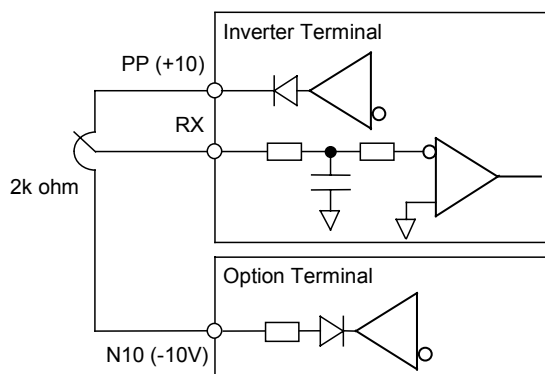 Inverter Terminal
PP (+10)
RX
2k ohm
Option Terminal
N10 (-10V)